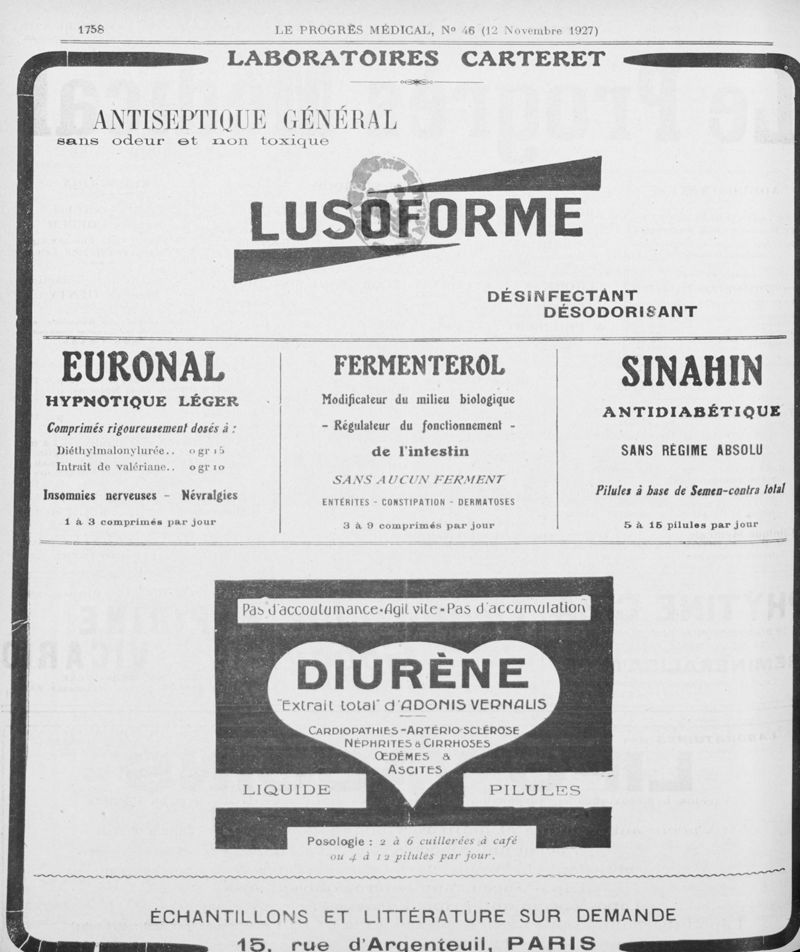 1758
LE PROGRÈS MÉDICAL, No 46 (12 Novembre 1927)
LABORATOIRES CARTERET
ANTISEPTIQUE GÉNÉRAL
sans odeur et non toxique
LUSOFORME
DÉSINFECTANT
DÉSODORISANT
EURONAL
HYPNOTIQUE LÉGER
Comprimés rigoureusement dosés à :
Diéthylmalonylurée.. 0 gr 15
Intrait de valériane.. 0 gr 10
Insomnies nerveuses - Névralgies
1 à 3 comprimés par jour
FERMENTEROL
Modificateur du milieu biologique
- Régulateur du fonctionnement -
de l'intestin
SANS AUCUN FERMENT
ENTÉRITES - CONSTIPATION - DERMATOSES
3 à 9 comprimés par jour
SINAHIN
ANTIDIABÉTIQUE
SANS RÉGIME ABSOLU
Pilules à base de Semen-contra total
5 à 15 pilules par jour
Pas d'accoutumance-Agit vite-Pas d'accumulation
DIURÈNE
"Extrait total" d'ADONIS VERNALIS
CARDIOPATHIES-ARTÉRIO SCLÉROSE
NÉPHRITES & CIRRHOSES
ŒDÈMES &
ASCITES
LIQUIDE
PILULES
Posologie : 2 à 6 cuillerées à café
ou 4 à 12 pilules par jour.
ÉCHANTILLONS ET LITTÉRATURE SUR DEMANDE
15, rue d'Argenteuil, PARIS